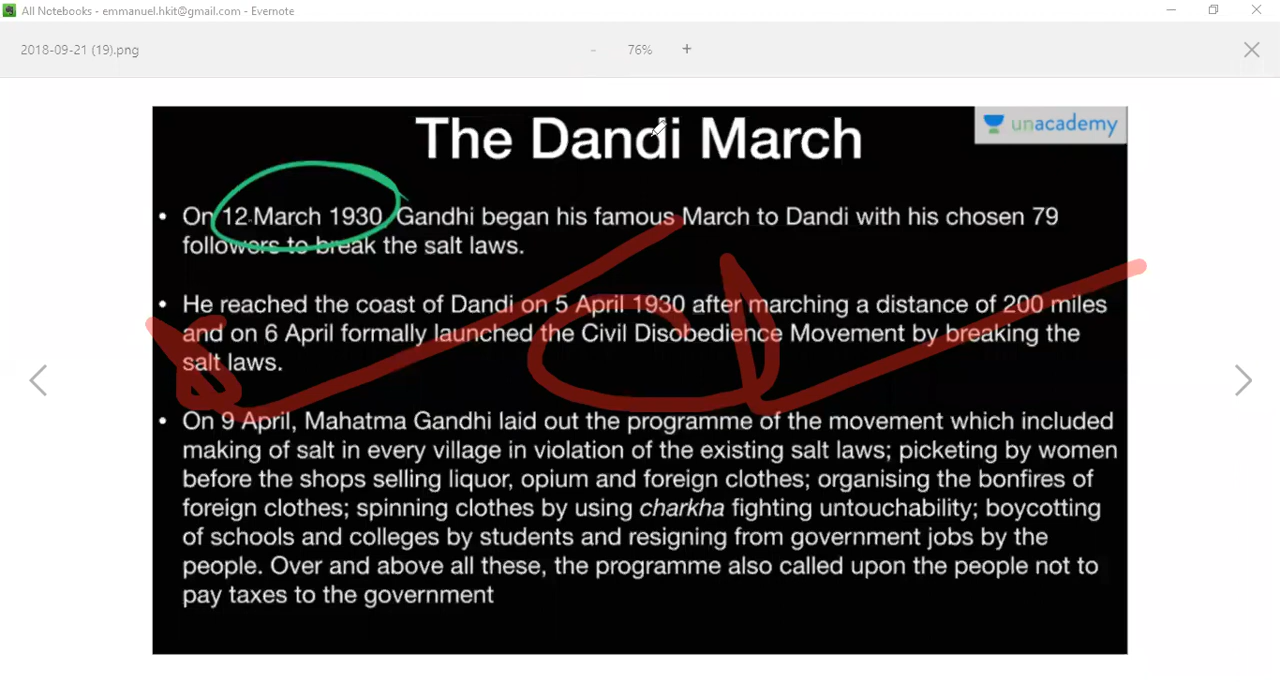 All Notebooks - emmanuel.hkit@gmail.com - Evernote
2018-09-21 (19).png
- 76% +
unacademy
The Dandi March
• On 12 March 1930, Gandhi began his famous March to Dandi with his chosen 79
followers to break the salt laws.
• He reached the coast of Dandi on 5 April 1930 after marching a distance of 200 miles
and on 6 April formally launched the Civil Disobedience Movement by breaking the
salt laws.
• On 9 April, Mahatma Gandhi laid out the programme of the movement which included
making of salt in every village in violation of the existing salt laws; picketing by women
before the shops selling liquor, opium and foreign clothes; organising the bonfires of
foreign clothes; spinning clothes by using charkha fighting untouchability; boycotting
of schools and colleges by students and resigning from government jobs by the
people. Over and above all these, the programme also called upon the people not to
pay taxes to the government